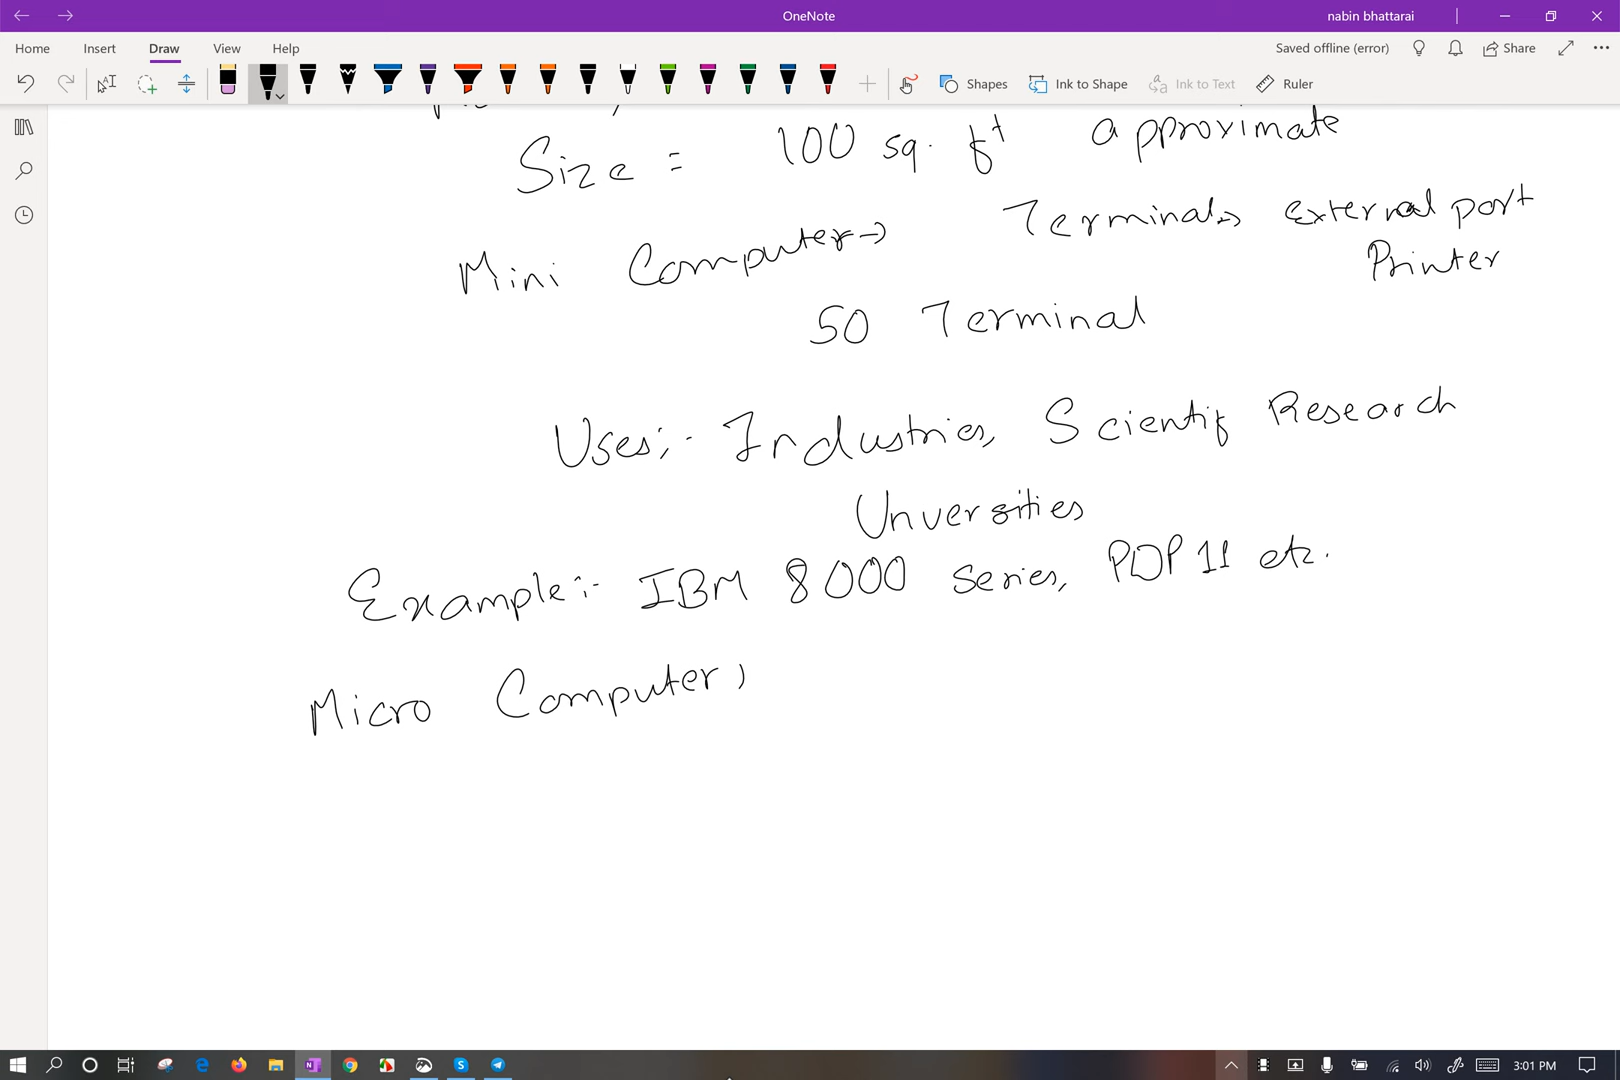 OneNote
nabin bhattarai
Home Insert Draw View Help
Saved offline (error) Share
Shapes Ink to Shape Ink to Text Ruler
Size = 100 sq. ft approximate
Mini Computer→ Terminals→ External port
Printer
50 Terminal
Uses:- Industries, Scientif Research
Unversities
Example:- IBM 8000 series, PDP 11 etc.
Micro Computer,
3:01 PM